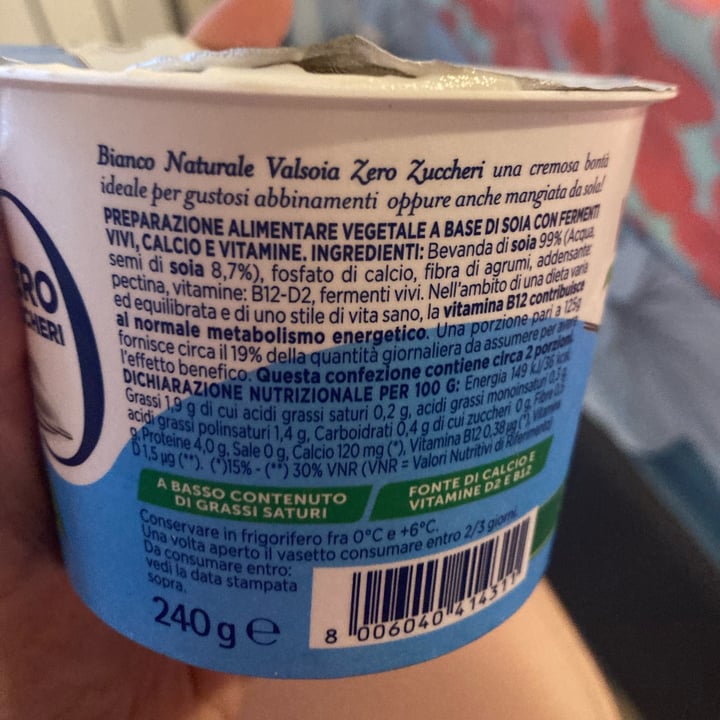 Bianco Naturale Valsoia Zero Zuccheri una cremosa bontà
ideale per gustosi abbinamenti oppure anche mangiata da sola!
PREPARAZIONE ALIMENTARE VEGETALE A BASE DI SOIA CON FERMENTI
VIVI, CALCIO E VITAMINE. INGREDIENTI: Bevanda di soia 99% (Acqua,
semi di soia 8,7%), fosfato di calcio, fibra di agrumi, addensante:
pectina, vitamine: B12-D2, fermenti vivi. Nell'ambito di una dieta varia
ed equilibrata e di uno stile di vita sano, la vitamina B12 contribuisce
al normale metabolismo energetico. Una porzione pari a 125g
fornisce circa il 19% della quantità giornaliera da assumere per avere
l'effetto benefico. Questa confezione contiene circa 2 porzioni.
DICHIARAZIONE NUTRIZIONALE PER 100 G: Energia 149 kJ/36 kcal,
Grassi 1,9 g di cui acidi grassi saturi 0,2 g, acidi grassi monoinsaturi 0,3 g,
acidi grassi polinsaturi 1,4 g, Carboidrati 0,4 g di cui zuccheri 0 g, Fibre
g, Proteine 4,0 g, Sale 0 g, Calcio 120 mg (*), Vitamina B12 0,38 µg (*), Vitamina
D 1,5 µg (**). (*)15% - (**) 30% VNR (VNR = Valori Nutritivi di Riferimento)
A BASSO CONTENUTO
DI GRASSI SATURI
FONTE DI CALCIO E
VITAMINE D2 E B12
Conservare in frigorifero fra 0°C e +6°C.
Una volta aperto il vasetto consumare entro 2/3 giorni.
Da consumare entro:
vedi la data stampata
sopra.
240 g e
8 006040 414311